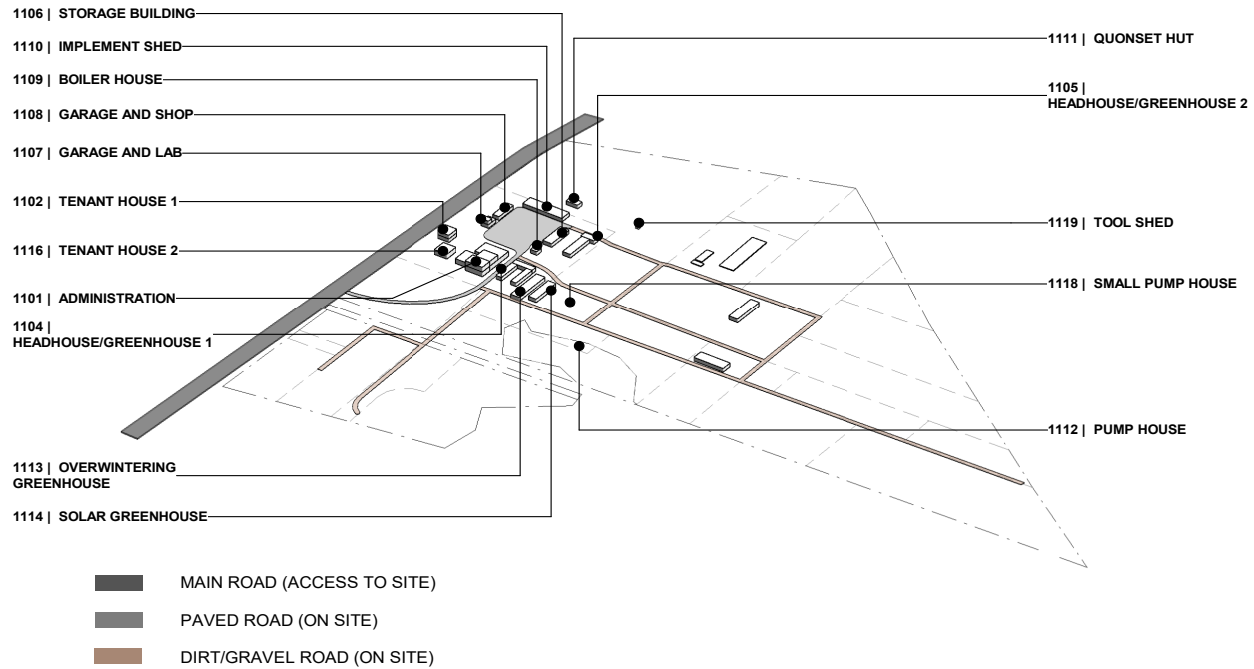 1106 | STORAGE BUILDING
1110 | IMPLEMENT SHED
1109 | BOILER HOUSE
1108 | GARAGE AND SHOP
1107 | GARAGE AND LAB
1102 | TENANT HOUSE 1
1116 | TENANT HOUSE 2
1101 | ADMINISTRATION
1104 |
HEADHOUSE/GREENHOUSE 1
1113 | OVERWINTERING
GREENHOUSE
1114 | SOLAR GREENHOUSE
1111 | QUONSET HUT
1105 |
HEADHOUSE/GREENHOUSE 2
1119 | TOOL SHED
1118 | SMALL PUMP HOUSE
1112 | PUMP HOUSE
MAIN ROAD (ACCESS TO SITE)
PAVED ROAD (ON SITE)
DIRT/GRAVEL ROAD (ON SITE)